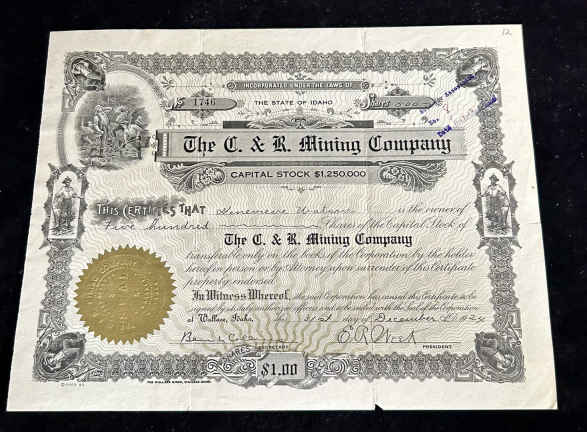 12
INCORPORATED UNDER THE LAWS OF
1746
THE STATE OF IDAHO
The C. & R. Mining Company
CAPITAL STOCK $1,250,000
THIS CERTIFIES THAT Genevieve Watson is the owner of
Five hundred Shares of the Capital Stock of
The C. & R. Mining Company
transferable only on the books of the Corporation by the holder
hereof in person or by Attorney upon surrender of this Certificate
properly endorsed.
In Witness Whereof, the said Corporation has caused this Certificate to be
signed by its duly authorized officers and to be sealed with the Seal of the Corporation
at Wallace, Idaho, this day of December A.D. 192
SECRETARY
PRESIDENT
SHARES
$1.00